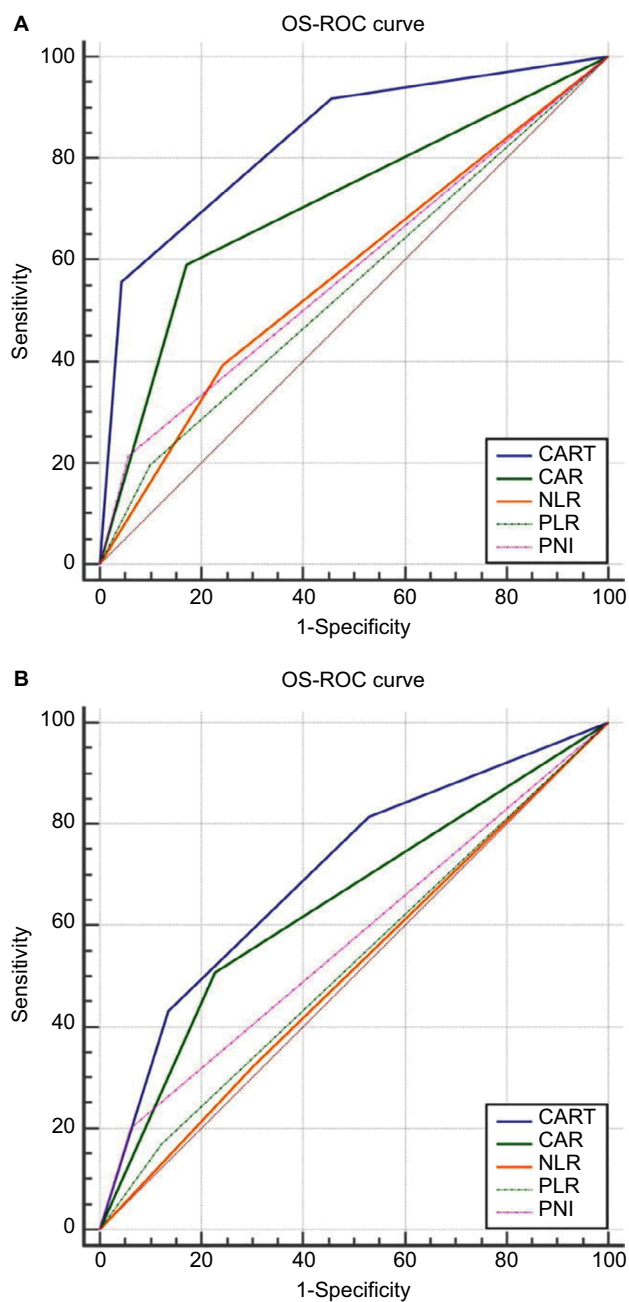 A
OS-ROC curve
100
80
60
40
20
0
Sensitivity
CART
CAR
NLR
PLR
PNI
0 20 40 60 80 100
1-Specificity
B
OS-ROC curve
100
80
60
40
20
0
Sensitivity
CART
CAR
NLR
PLR
PNI
0 20 40 60 80 100
1-Specificity